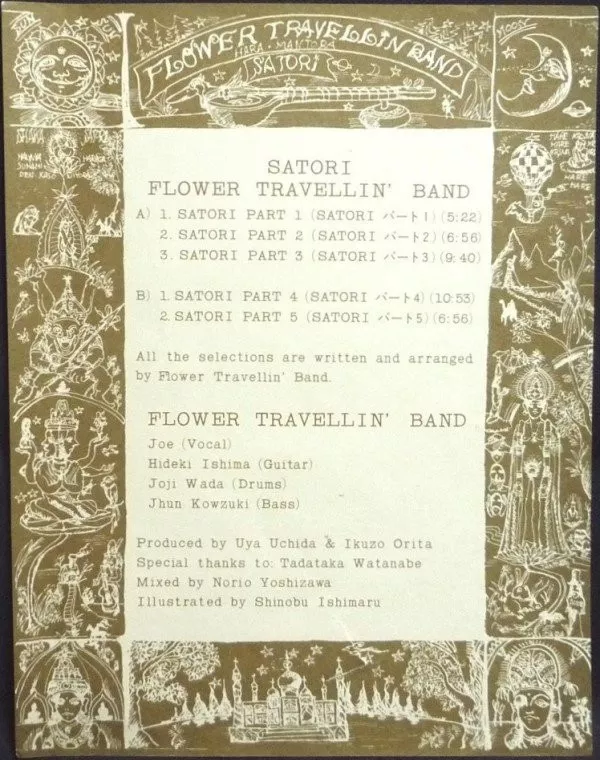 FLOWER TRAVELLIN BAND
SATORI
MOON
SATORI
FLOWER TRAVELLIN' BAND
A) 1. SATORI PART 1 (SATORI パート1) (5:22)
2. SATORI PART 2 (SATORI パート2) (6:56)
3. SATORI PART 3 (SATORI パート3) (9:40)
B) 1. SATORI PART 4 (SATORI パート4) (10:53)
2. SATORI PART 5 (SATORI パート5) (6:56)
All the selections are written and arranged
by Flower Travellin' Band.
FLOWER TRAVELLIN' BAND
Joe (Vocal)
Hideki Ishima (Guitar)
Joji Wada (Drums)
Jhun Kowzuki (Bass)
Produced by Uya Uchida & Ikuzo Orita
Special thanks to: Tadataka Watanabe
Mixed by Norio Yoshizawa
Illustrated by Shinobu Ishimaru